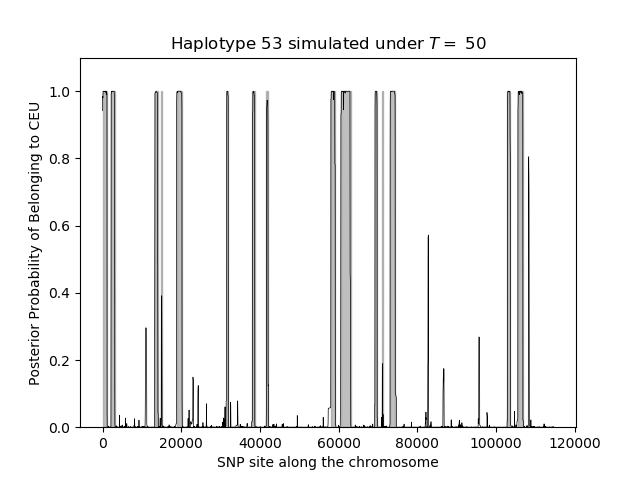 Haplotype 53 simulated under T = 50
Posterior Probability of Belonging to CEU
1.0
0.8
0.6
0.4
0.2
0.0
0 20000 40000 60000 80000 100000 120000
SNP site along the chromosome